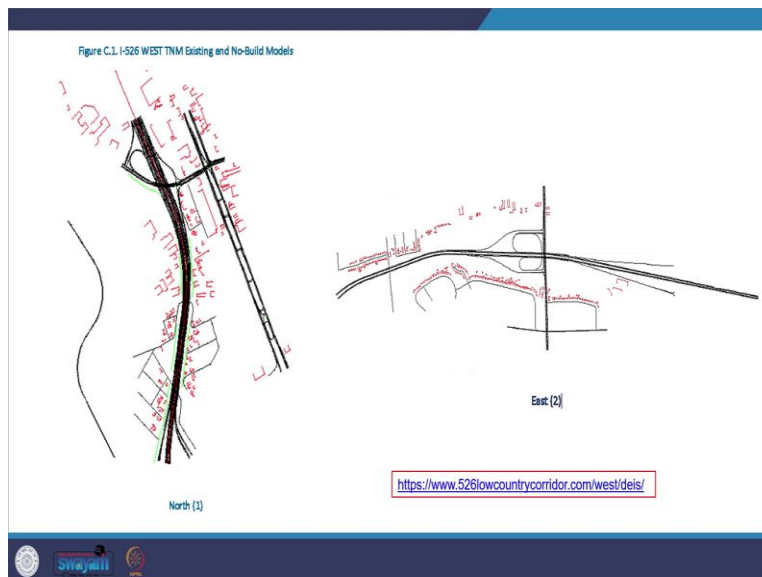 Figure C.1. I-526 WEST TNM Existing and No-Build Models
East (2)
https://www.526lowcountrycorridor.com/west/deis/
North (1)
swayam